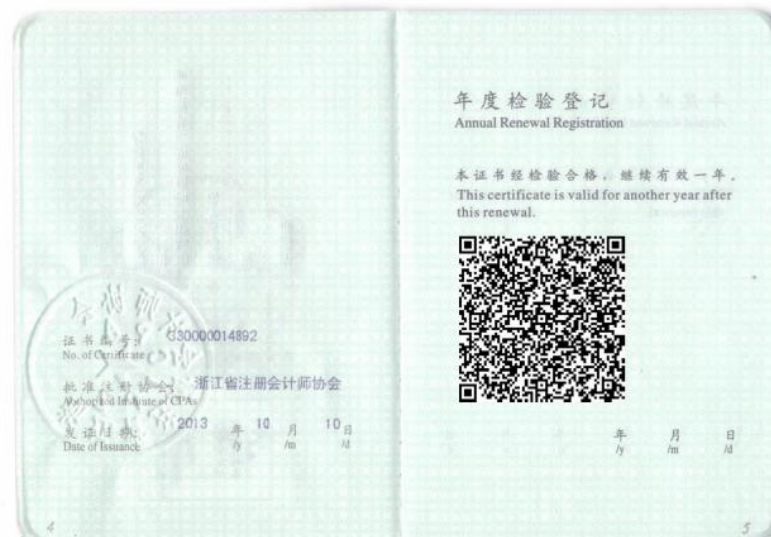 证书编号:
No. of Certificate
330000014892
批准注册协会:
Authorized Institute of CPAs
浙江省注册会计师协会
发证日期:
Date of Issuance
2013 年 10 月 10 日
/y /m /d
4
年度检验登记
Annual Renewal Registration
本证书经检验合格，继续有效一年。
This certificate is valid for another year after
this renewal.
年 月 日
/y /m /d
5